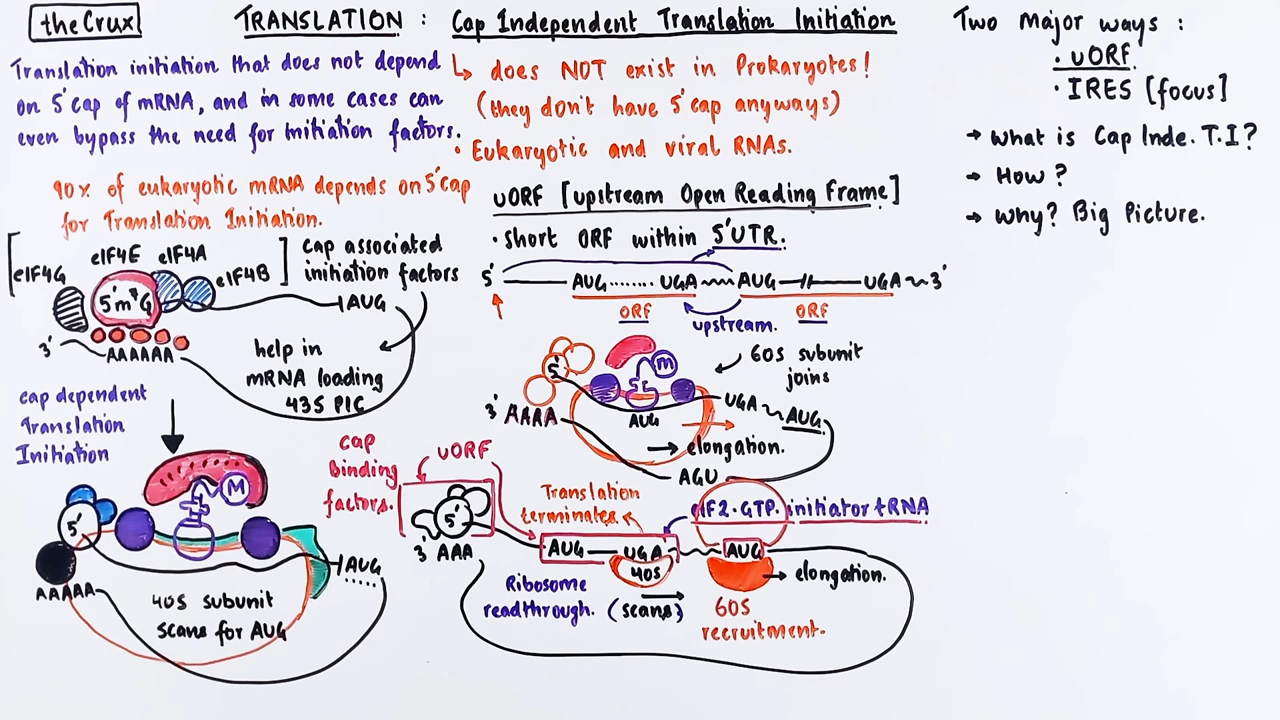 theCrux
TRANSLATION : Cap Independent Translation Initiation
Translation initiation that does not depend
on 5'cap of mRNA, and in some cases can
even bypass the need for initiation factors.
does NOT exist in Prokaryotes!
(they don't have 5'cap anyways)
• Eukaryotic and viral RNAs.
90% of eukaryotic mRNA depends on 5'cap
for Translation Initiation.
Two major ways :
• uORF
• IRES [focus]
→ what is Cap Inde. T.I?
→ How?
→ Why? Big Picture.
eIF4G
eIF4E
eIF4A
eIF4B
cap associated
initiation factors
5'm⁷G
AUG
3'
AAAAAA
help in
mRNA loading
43S PIC
cap dependent
Translation
Initiation
M
5'
AUG
AAAAA
40S subunit
scans for AUG
uORF [upstream Open Reading Frame]
• short ORF within 5'UTR.
5' AUG........ UGA AUG UGA 3'
ORF
upstream.
ORF
5'
M
60S subunit
joins
3' AAAA
AUG
UGA AUG
→ elongation.
AGU
Cap
Binding
factors.
uORF
5'
3' AAA
Translation
terminates
eIF2·GTP. initiator tRNA
AUG UGA AUG
40S
→ elongation.
Ribosome
readthrough. (scans)
60S
recruitment.